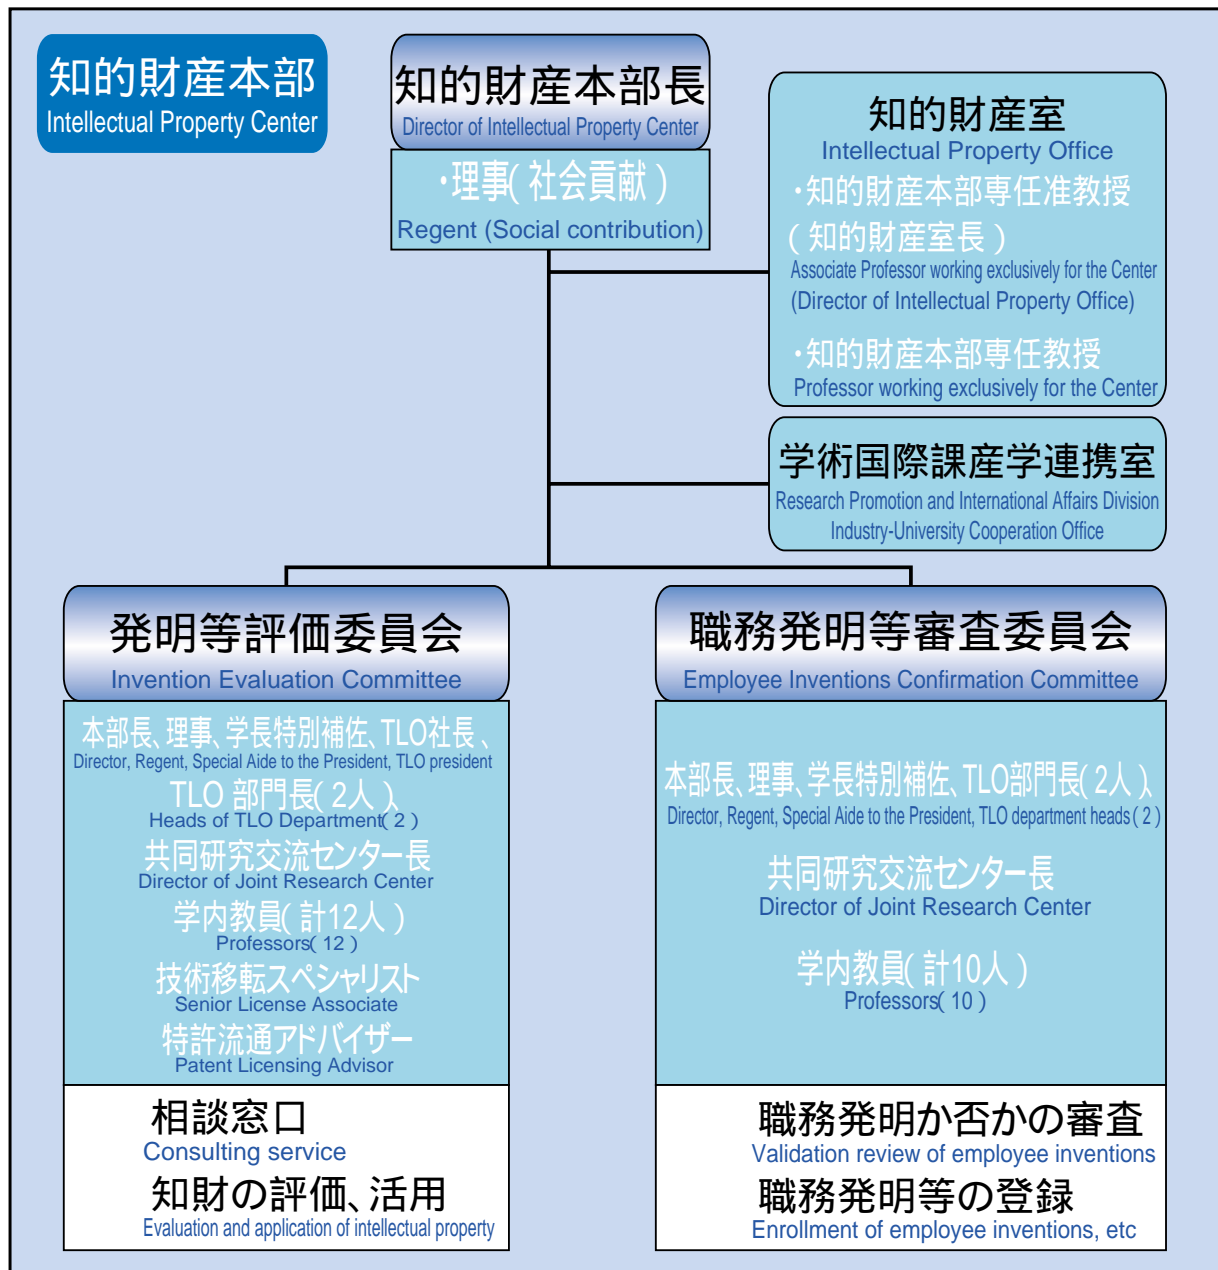 知的財産本部
Intellectual Property Center
知的財産本部長
Director of Intellectual Property Center
・理事(社会貢献)
Regent (Social contribution)
知的財産室
Intellectual Property Office
・知的財産本部専任准教授
(知的財産室長)
Associate Professor working exclusively for the Center
(Director of Intellectual Property Office)
・知的財産本部専任教授
Professor working exclusively for the Center
学術国際課産学連携室
Research Promotion and International Affairs Division
Industry-University Cooperation Office
発明等評価委員会
Invention Evaluation Committee
本部長、理事、学長特別補佐、TLO社長、
Director, Regent, Special Aide to the President, TLO president
TLO 部門長(2人)、
Heads of TLO Department(2)
共同研究交流センター長
Director of Joint Research Center
学内教員(計12人)
Professors(12)
技術移転スペシャリスト
Senior License Associate
特許流通アドバイザー
Patent Licensing Advisor
相談窓口
Consulting service
知財の評価、活用
Evaluation and application of intellectual property
職務発明等審査委員会
Employee Inventions Confirmation Committee
本部長、理事、学長特別補佐、TLO部門長(2人)、
Director, Regent, Special Aide to the President, TLO department heads(2)
共同研究交流センター長
Director of Joint Research Center
学内教員(計10人)
Professors(10)
職務発明か否かの審査
Validation review of employee inventions
職務発明等の登録
Enrollment of employee inventions, etc